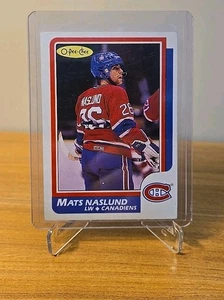 O-Pee-Chee
NASLUND
26
MATS NASLUND
LW • CANADIENS